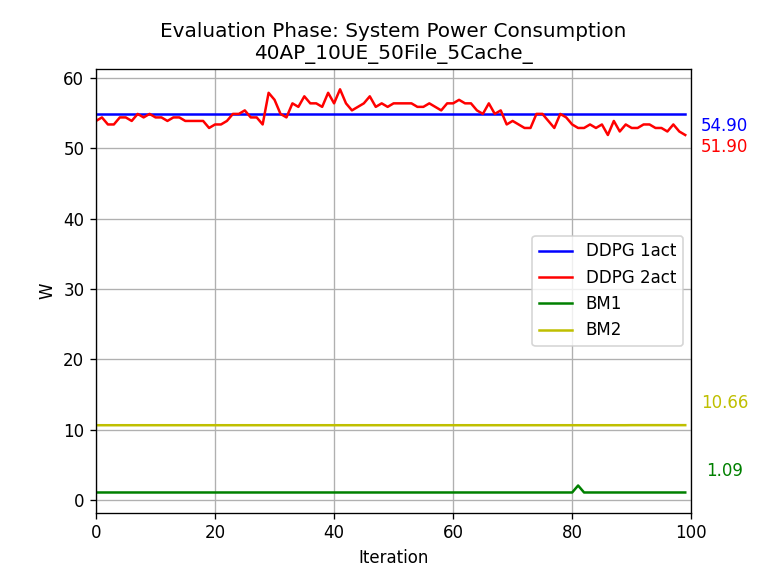 Evaluation Phase: System Power Consumption
40AP_10UE_50File_5Cache_
60
50
40
30
20
10
0
W
0 20 40 60 80 100
Iteration
DDPG 1act
DDPG 2act
BM1
BM2
54.90
51.90
10.66
1.09